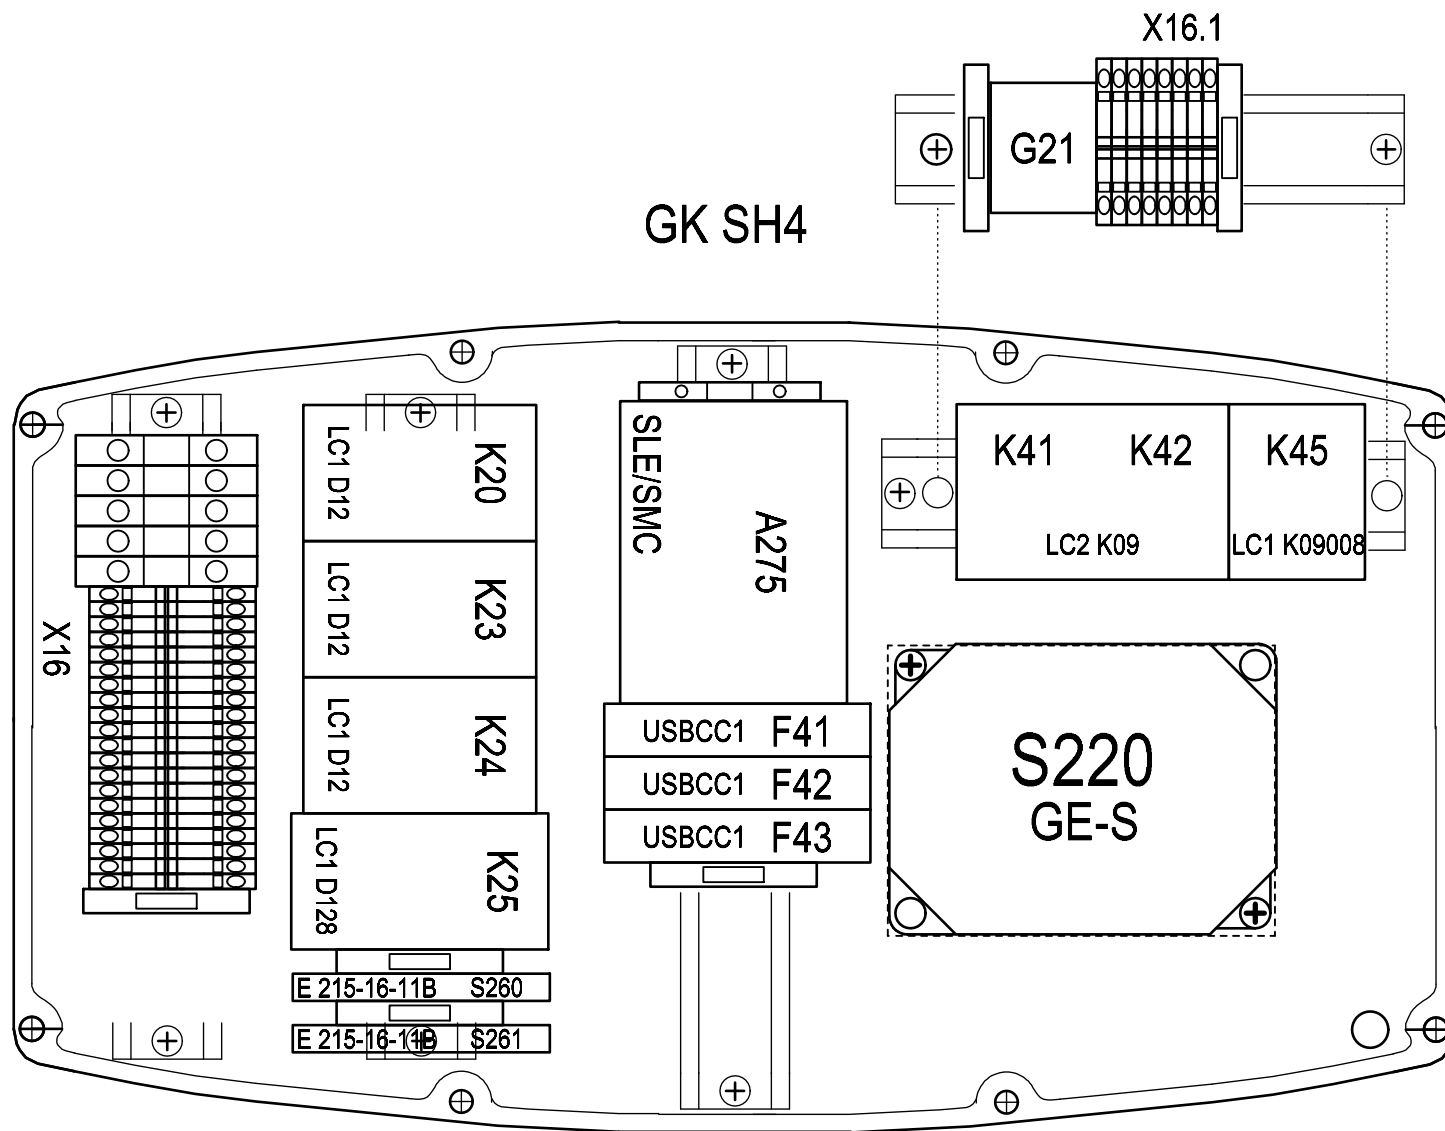 X16.1
G21
GK SH4
X16
LC1 D12 K20
LC1 D12 K23
LC1 D12 K24
LC1 D128 K25
E 215-16-11B S260
E 215-16-11B S261
SLE/SMC
A275
USBCC1 F41
USBCC1 F42
USBCC1 F43
K41 K42 K45
LC2 K09 LC1 K09008
S220
GE-S